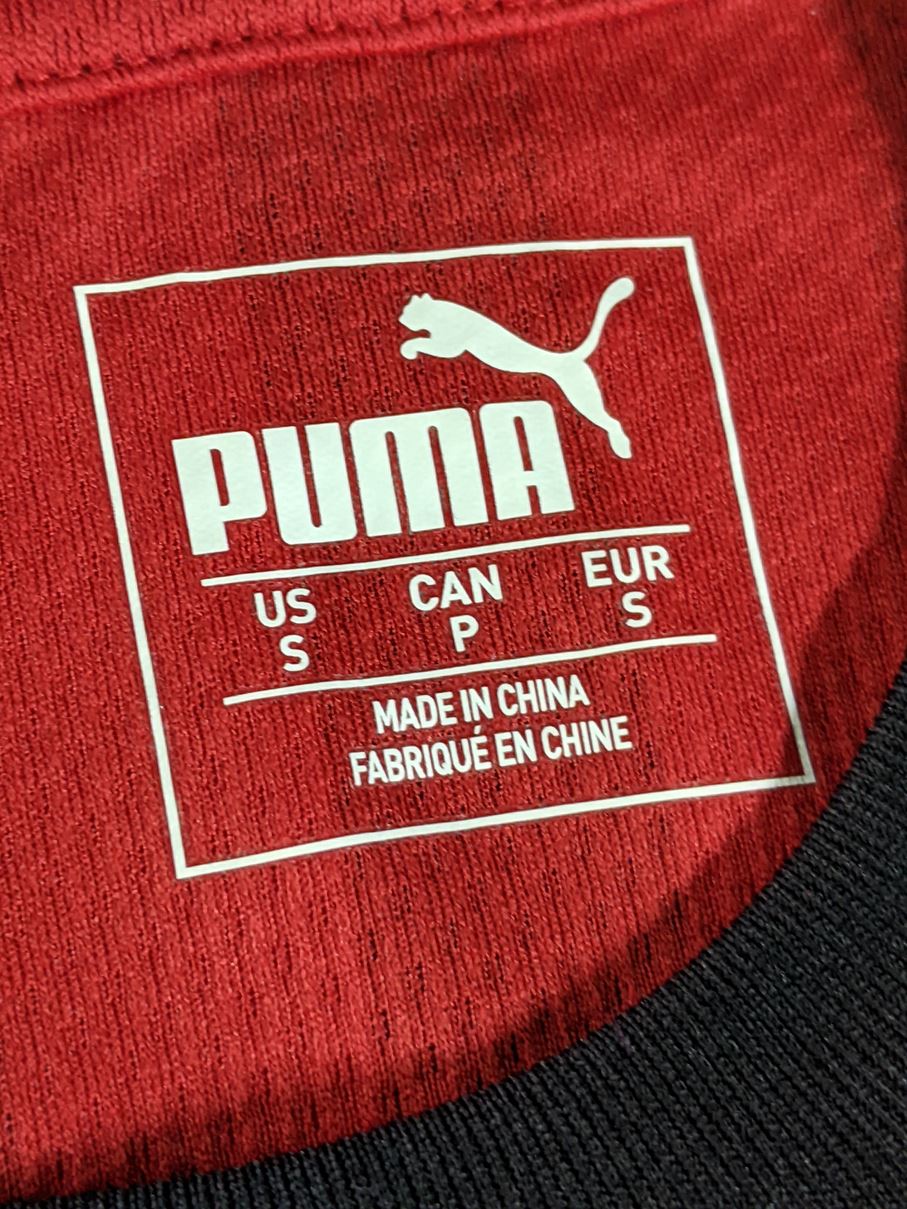 PUMA
US CAN EUR
S P S
MADE IN CHINA
FABRIQUÉ EN CHINE